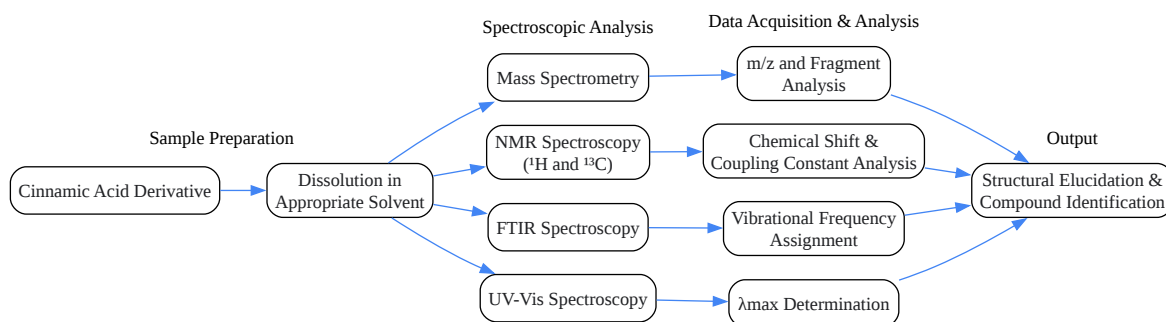 Spectroscopic Analysis
Data Acquisition & Analysis
Mass Spectrometry
m/z and Fragment
Analysis
Sample Preparation
NMR Spectroscopy
(¹H and ¹³C)
Chemical Shift &
Coupling Constant Analysis
Output
Cinnamic Acid Derivative
Dissolution in
Appropriate Solvent
Structural Elucidation &
Compound Identification
FTIR Spectroscopy
Vibrational Frequency
Assignment
UV-Vis Spectroscopy
λmax Determination